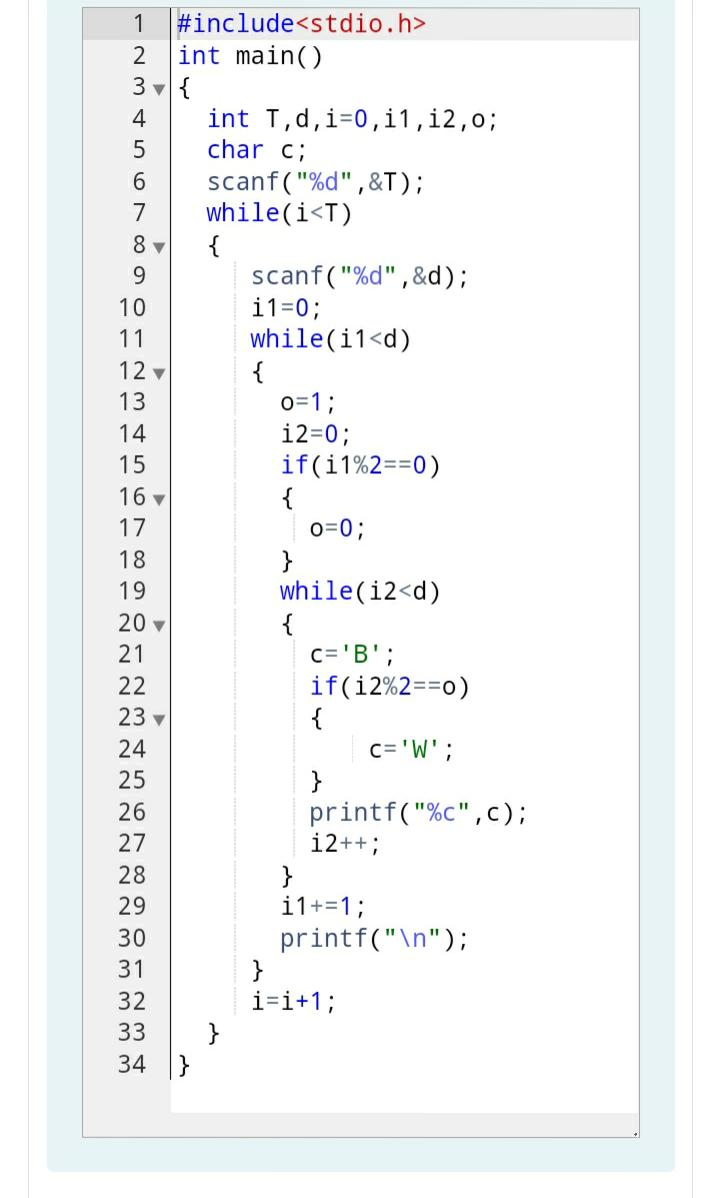 1 #include<stdio.h>
2 int main()
3 {
4 int T,d,i=0,i1,i2,o;
5 char c;
6 scanf("%d",&T);
7 while(i<T)
8 {
9 scanf("%d",&d);
10 i1=0;
11 while(i1<d)
12 {
13 o=1;
14 i2=0;
15 if(i1%2==0)
16 {
17 o=0;
18 }
19 while(i2<d)
20 {
21 c='B';
22 if(i2%2==o)
23 {
24 c='W';
25 }
26 printf("%c",c);
27 i2++;
28 }
29 i1+=1;
30 printf("\n");
31 }
32 i=i+1;
33 }
34 }